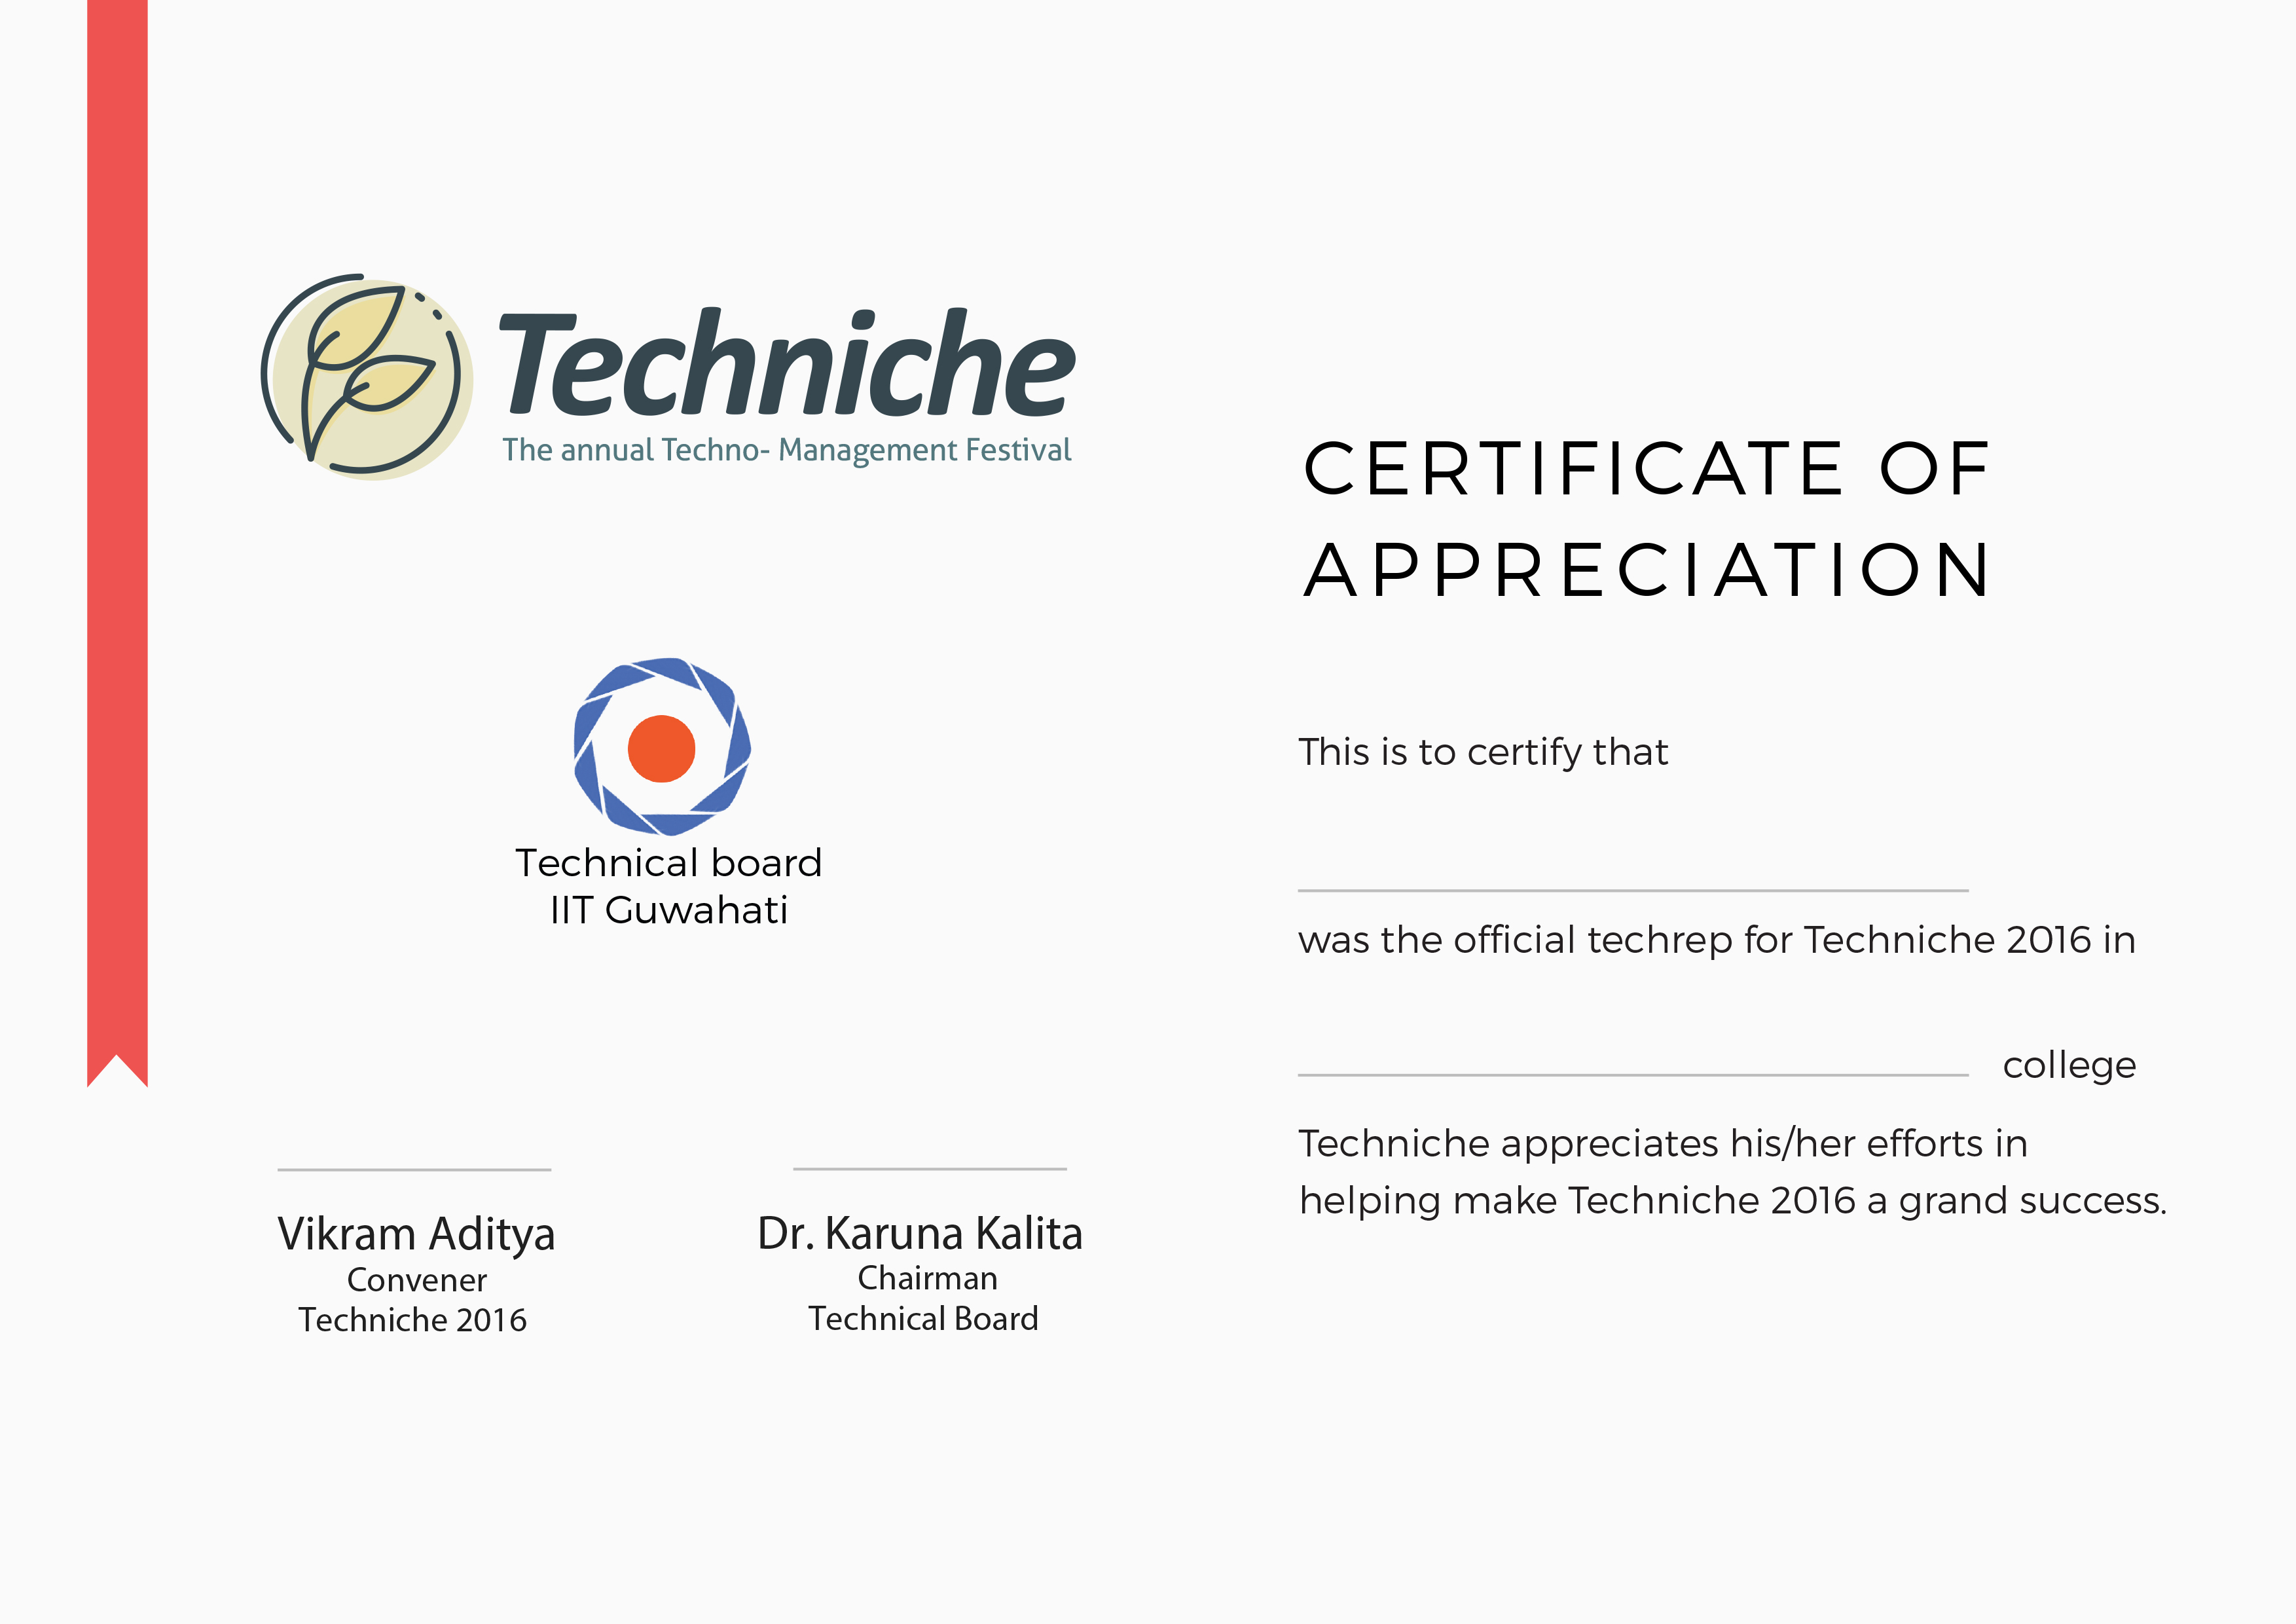 Techniche
The annual Techno- Management Festival
Technical board
IIT Guwahati
Vikram Aditya
Convener
Techniche 2016
Dr. Karuna Kalita
Chairman
Technical Board
CERTIFICATE OF
APPRECIATION
This is to certify that
was the official techrep for Techniche 2016 in
college
Techniche appreciates his/her efforts in
helping make Techniche 2016 a grand success.